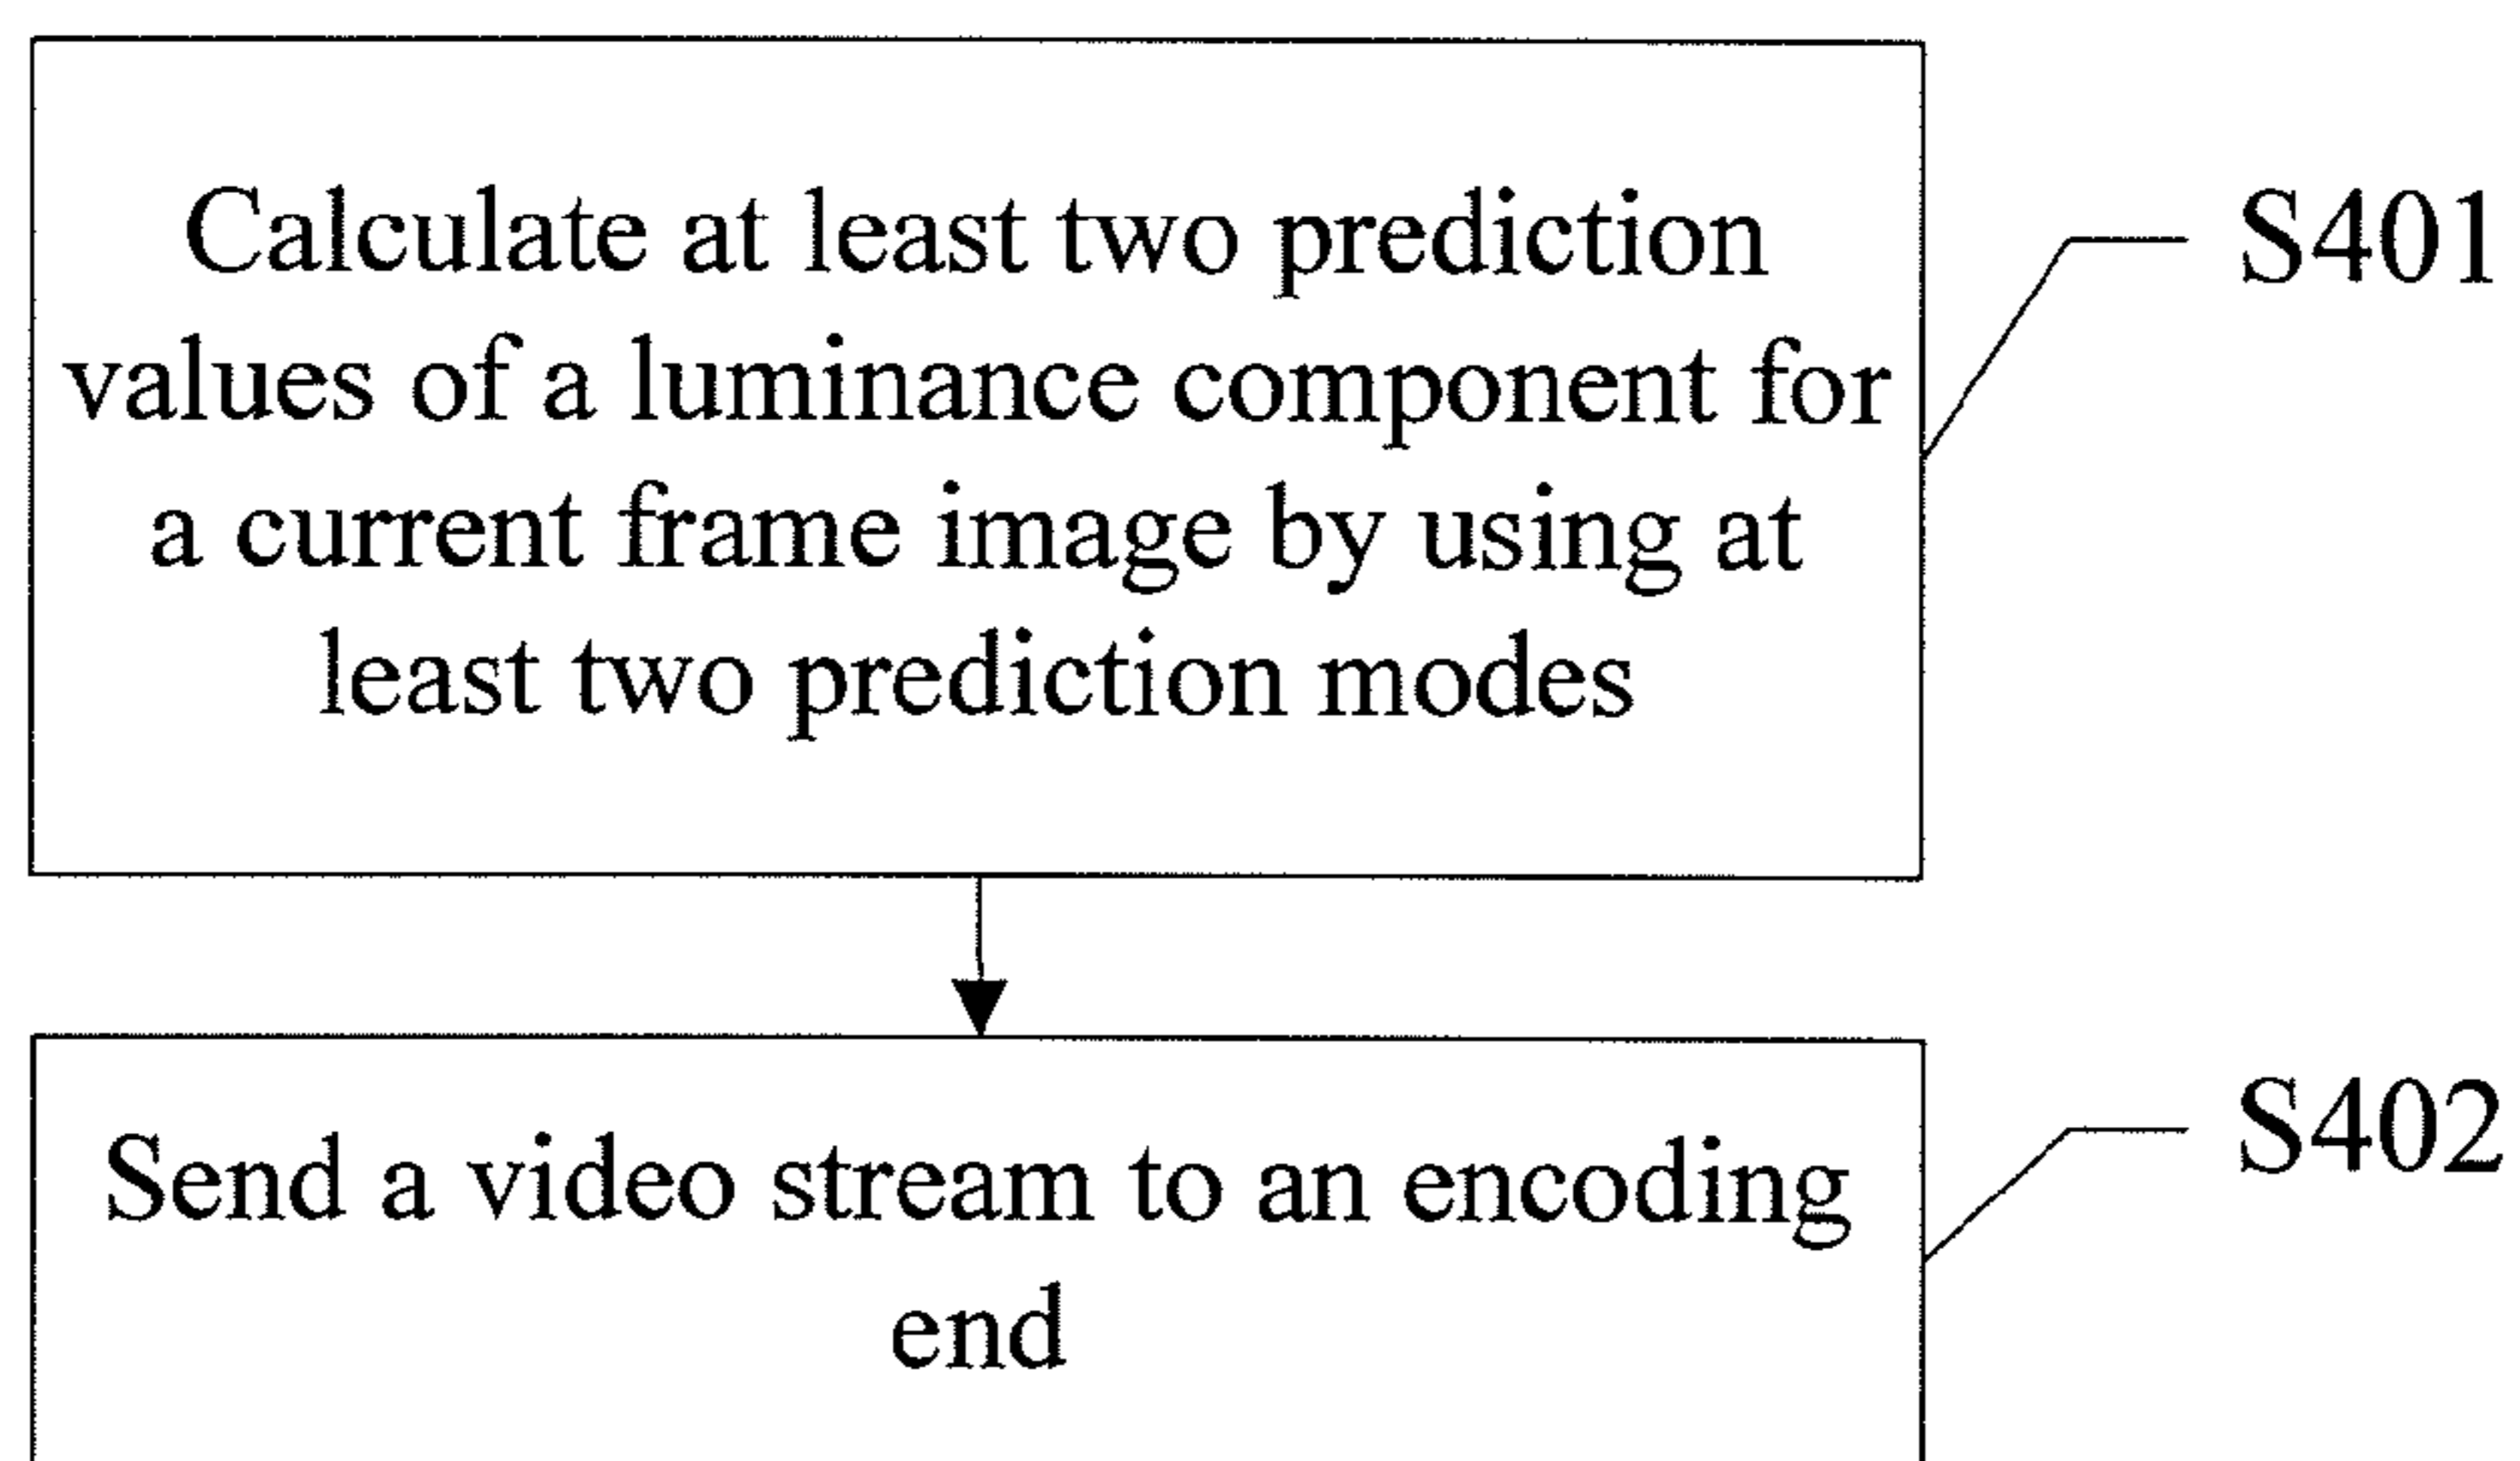 Calculate at least two prediction
values of a luminance component for
a current frame image by using at
least two prediction modes
S401
Send a video stream to an encoding
end
S402